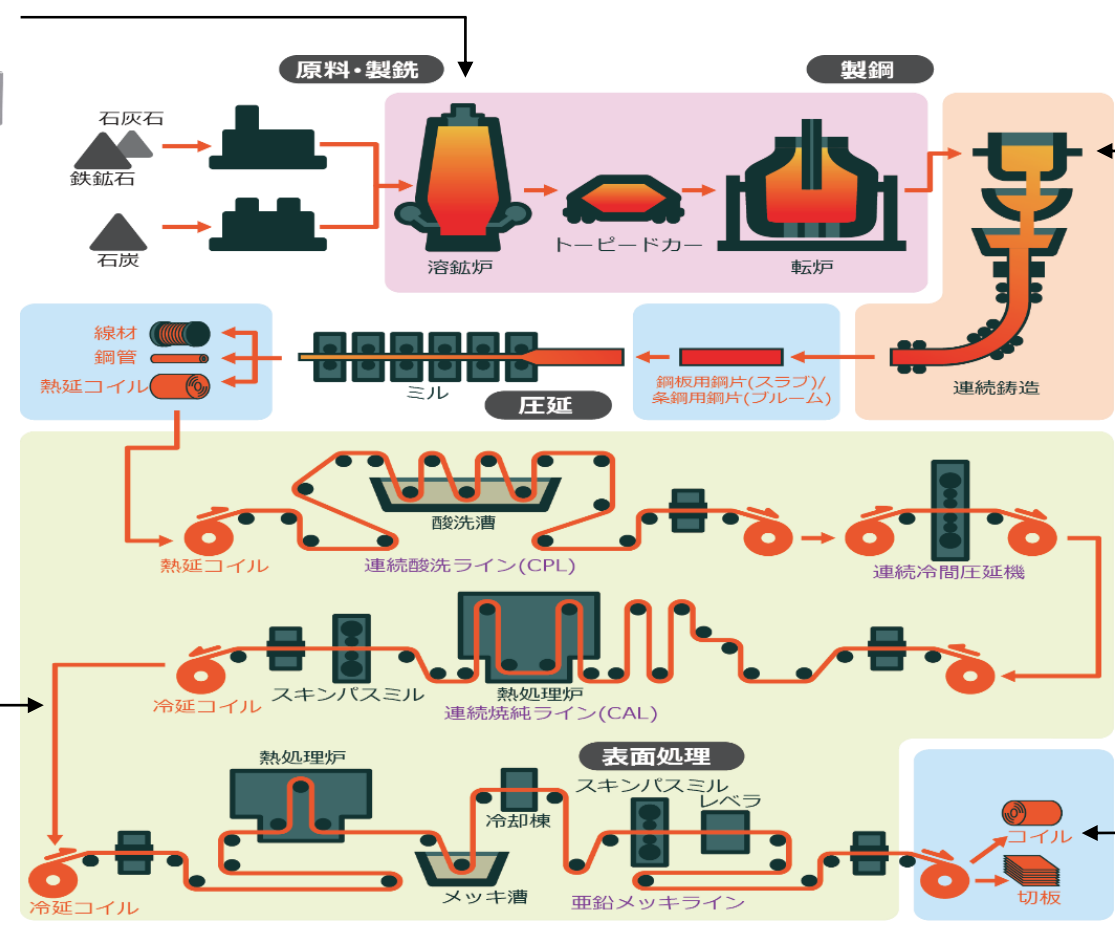 原料・製銑
製鋼
石灰石
鉄鉱石
石炭
溶鉱炉
トーピードカー
転炉
連続鋳造
線材
鋼管
熱延コイル
ミル
圧延
鋼板用鋼片(スラブ)/
条鋼用鋼片(ブルーム)
酸洗漕
熱延コイル
連続酸洗ライン(CPL)
連続冷間圧延機
スキンパスミル
熱処理炉
冷延コイル
連続焼純ライン(CAL)
表面処理
熱処理炉
スキンパスミル
レベラ
冷却棟
コイル
メッキ漕
亜鉛メッキライン
切板
冷延コイル